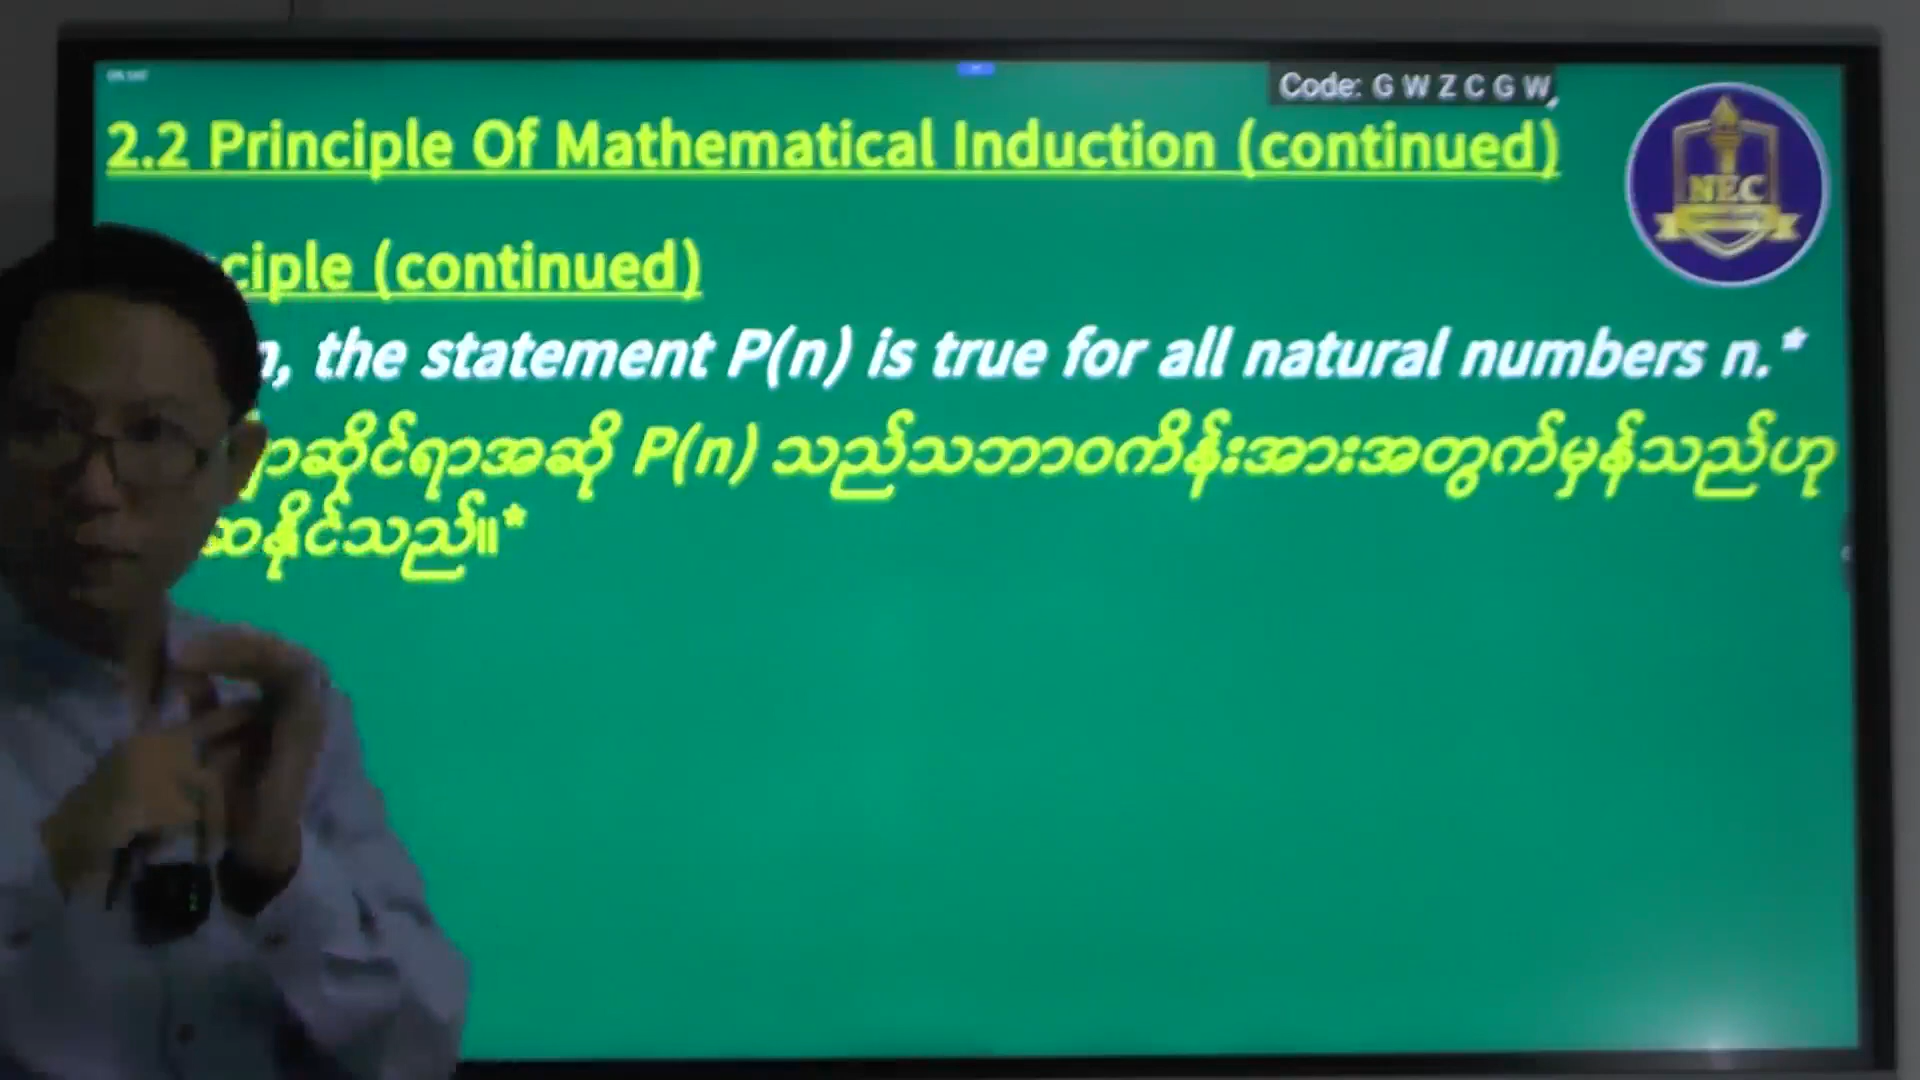 Code: G W Z C G W
2.2 Principle Of Mathematical Induction (continued)
NEC
ciple (continued)
n, the statement P(n) is true for all natural numbers n.*
ာဆိုင်ရာအဆို P(n) သည်သဘာဝကိန်းအားအတွက်မှန်သည်ဟု
ဆနိုင်သည်။*